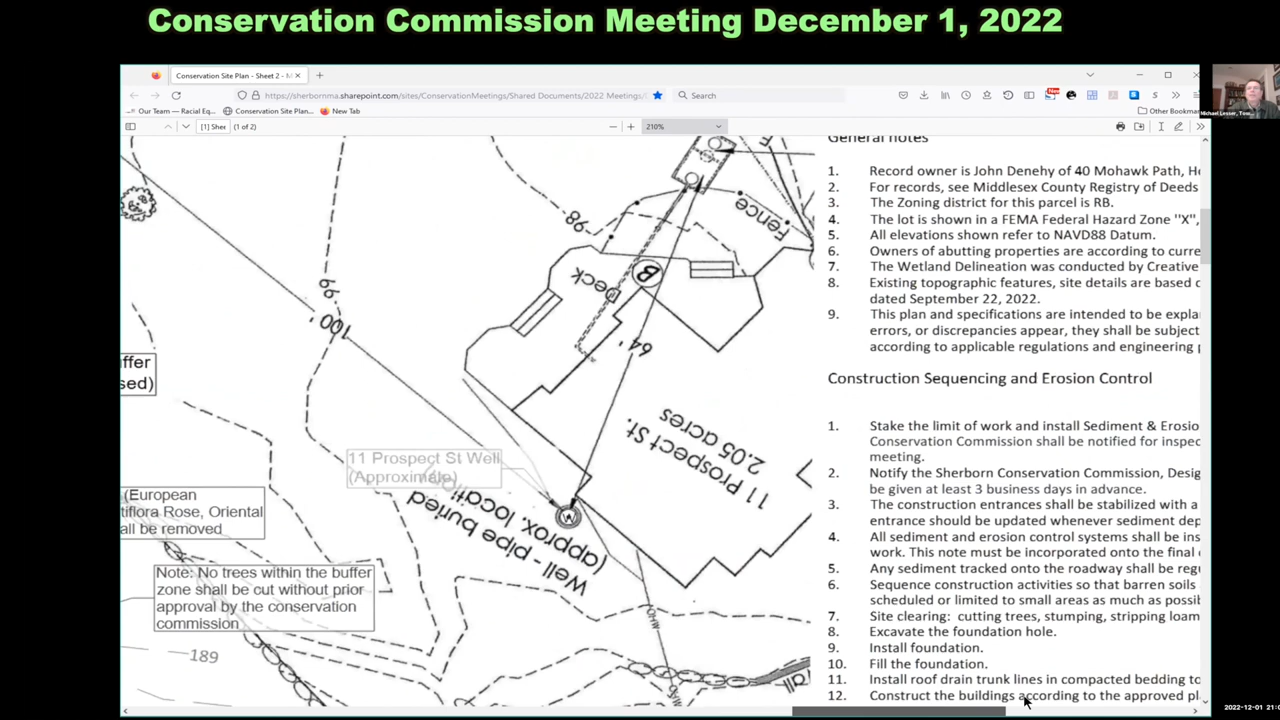 Conservation Commission Meeting December 1, 2022
Conservation Site Plan - Sheet 2 - M
https://sherbornma.sharepoint.com/sites/ConservationMeetings/Shared Documents/2022 Meetings/
Search
Our Team — Racial Eq...
Conservation Site Plan...
New Tab
Other Bookmar
[1] Shee
(1 of 2)
210%
New
Michael Lesser, Tow...
98
Fence
Deck
B
99
100'
64'
11 Prospect St.
2.05 acres
11 Prospect St Well
(Approximate)
Well - pipe buried
(approx. locati
W
OHW
uffer
sed)
(European
tiflora Rose, Oriental
all be removed
Note: No trees within the buffer
zone shall be cut without prior
approval by the conservation
commission
189
General notes
1. Record owner is John Denehy of 40 Mohawk Path, Ho
2. For records, see Middlesex County Registry of Deeds
3. The Zoning district for this parcel is RB.
4. The lot is shown in a FEMA Federal Hazard Zone "X",
5. All elevations shown refer to NAVD88 Datum.
6. Owners of abutting properties are according to curre
7. The Wetland Delineation was conducted by Creative
8. Existing topographic features, site details are based o
dated September 22, 2022.
9. This plan and specifications are intended to be expla
errors, or discrepancies appear, they shall be subject
according to applicable regulations and engineering p
Construction Sequencing and Erosion Control
1. Stake the limit of work and install Sediment & Erosio
Conservation Commission shall be notified for inspec
meeting.
2. Notify the Sherborn Conservation Commission, Desig
be given at least 3 business days in advance.
3. The construction entrances shall be stabilized with a
entrance should be updated whenever sediment dep
4. All sediment and erosion control systems shall be ins
work. This note must be incorporated onto the final
5. Any sediment tracked onto the roadway shall be regu
6. Sequence construction activities so that barren soils
scheduled or limited to small areas as much as possib
7. Site clearing: cutting trees, stumping, stripping loam
8. Excavate the foundation hole.
9. Install foundation.
10. Fill the foundation.
11. Install roof drain trunk lines in compacted bedding to
12. Construct the buildings according to the approved pl
2022-12-01 21:0